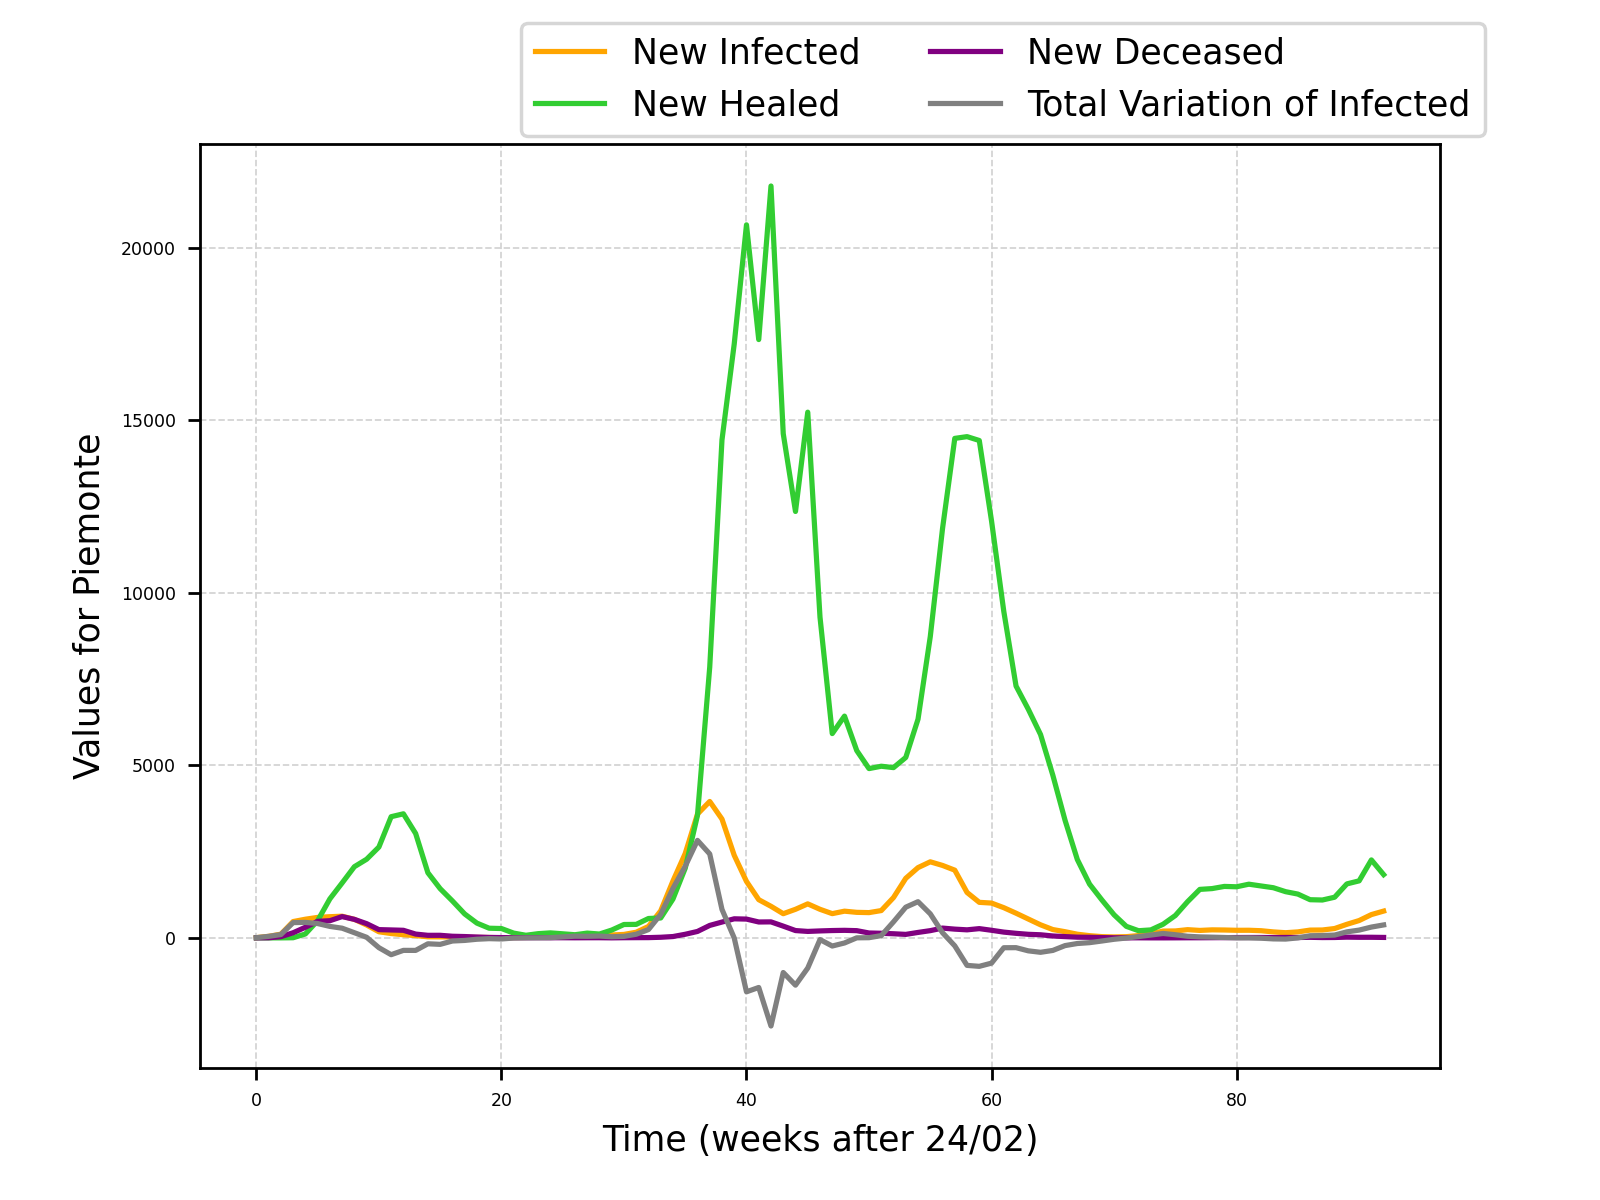 New Infected
New Healed
New Deceased
Total Variation of Infected
Values for Piemonte
20000
15000
10000
5000
0
0 20 40 60 80
Time (weeks after 24/02)